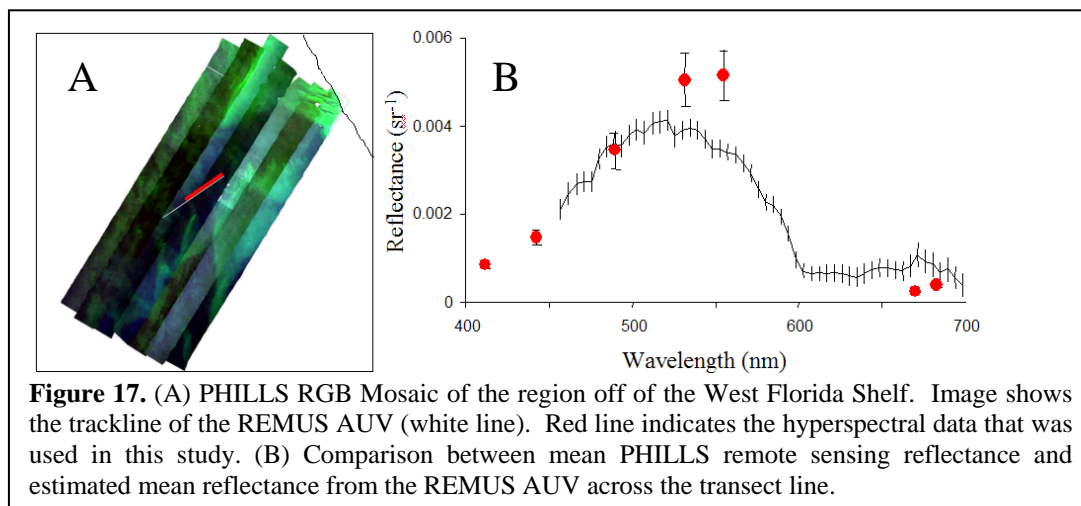 A
B
0.006
0.004
0.002
0
Reflectance (sr-1)
400
500
600
700
Wavelength (nm)
Figure 17. (A) PHILLS RGB Mosaic of the region off of the West Florida Shelf. Image shows
the trackline of the REMUS AUV (white line). Red line indicates the hyperspectral data that was
used in this study. (B) Comparison between mean PHILLS remote sensing reflectance and
estimated mean reflectance from the REMUS AUV across the transect line.